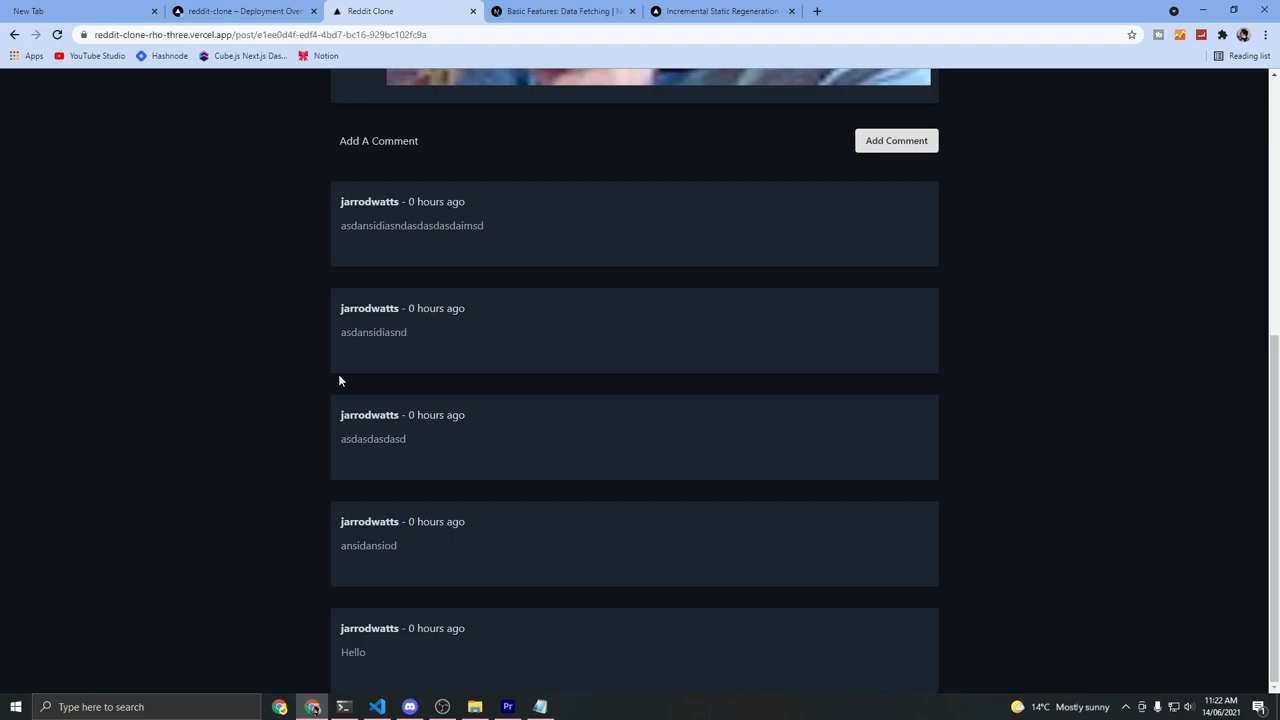 New Tab
reddit-clone – Deployment Over
Reddit Clone
Basic Features: Data Fetching | N
Incremental Static Regeneration
reddit-clone-rho-three.vercel.app/post/e1ee0d4f-edf4-4bd7-bc16-929bc102fc9a
Apps
YouTube Studio
Hashnode
Cube.js Next.js Das...
Notion
Reading list
Add A Comment
Add Comment
jarrodwatts - 0 hours ago
asdansidiasndasdasdasdaimsd
jarrodwatts - 0 hours ago
asdansidiasnd
jarrodwatts - 0 hours ago
asdasdasdasd
jarrodwatts - 0 hours ago
ansidansiod
jarrodwatts - 0 hours ago
Hello
Type here to search
14°C Mostly sunny
11:22 AM
14/06/2021